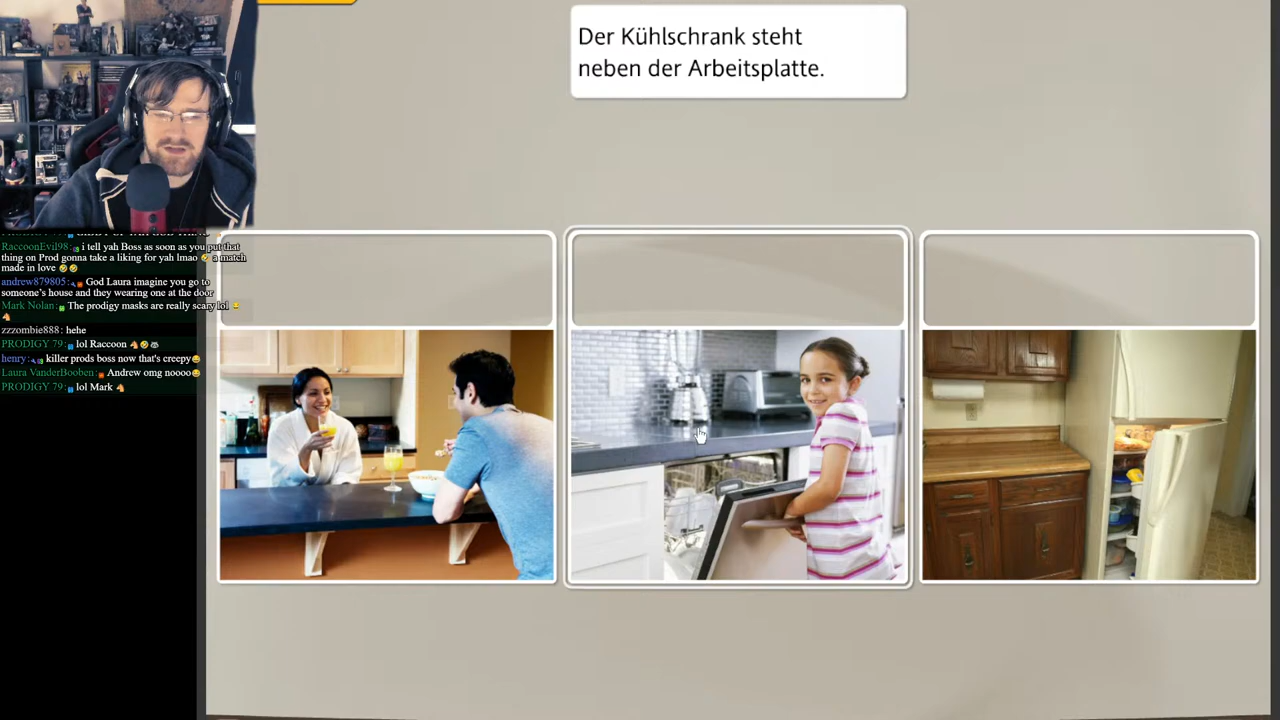 Der Kühlschrank steht
neben der Arbeitsplatte.
RaccoonEvil98: i tell yah Boss as soon as you put that
thing on Prod gonna take a liking for yah lmao 🤣 a match
made in love 🤣🤣
andrew879805: God Laura imagine you go to
someone's house and they wearing one at the door
Mark Nolan: The prodigy masks are really scary lol 😂
🐴
zzzombie888: hehe
PRODIGY 79: lol Raccoon 🐴🤣🦝
henry: killer prods boss now that's creepy😅
Laura VanderBooben: Andrew omg noooo😅
PRODIGY 79: lol Mark 🐴